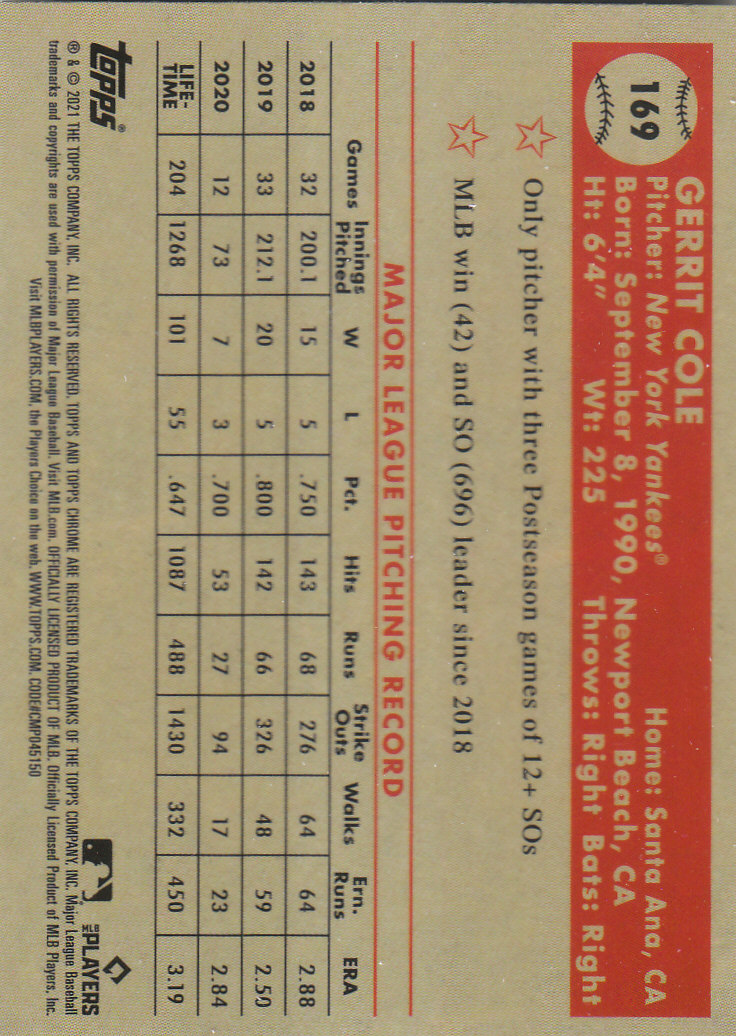 169
GERRIT COLE
Pitcher: New York Yankees® Home: Santa Ana, CA
Born: September 8, 1990, Newport Beach, CA
Ht: 6'4" Wt: 225 Throws: Right Bats: Right
Only pitcher with three Postseason games of 12+ SOs
MLB win (42) and SO (696) leader since 2018
MAJOR LEAGUE PITCHING RECORD
Games Innings Pitched W L Pct. Hits Runs Strike Outs Walks Ern. Runs ERA
2018 32 200.1 15 5 .750 143 68 276 64 64 2.88
2019 33 212.1 20 5 .800 142 66 326 48 59 2.50
2020 12 73 7 3 .700 53 27 94 17 23 2.84
LIFE-TIME 204 1268 101 55 .647 1087 488 1430 332 450 3.19
topps®
MLB PLAYERS
® & © 2021 THE TOPPS COMPANY, INC. ALL RIGHTS RESERVED. TOPPS AND TOPPS CHROME ARE REGISTERED TRADEMARKS OF THE TOPPS COMPANY, INC. Major League Baseball
trademarks and copyrights are used with permission of Major League Baseball. Visit MLB.com. OFFICIALLY LICENSED PRODUCT OF MLB. Officially Licensed Product of MLB Players, Inc.
Visit MLBPLAYERS.COM, the Players Choice on the web. WWW.TOPPS.COM. CODE#CMP045150